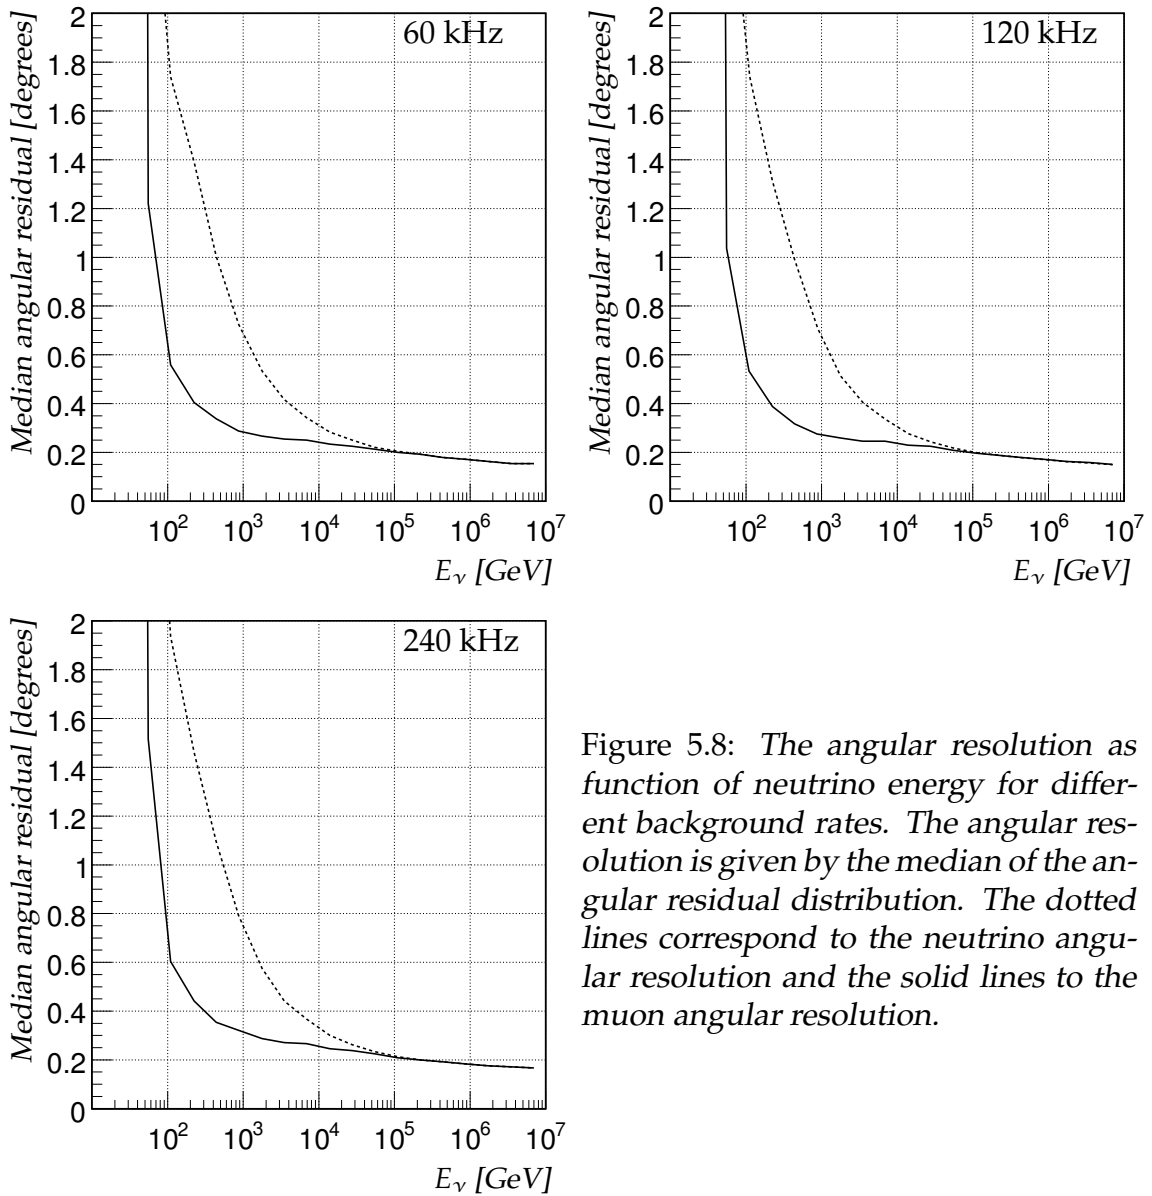 60 kHz
Median angular residual [degrees]
2
1.8
1.6
1.4
1.2
1
0.8
0.6
0.4
0.2
0
10² 10³ 10⁴ 10⁵ 10⁶ 10⁷
Eν [GeV]
120 kHz
Median angular residual [degrees]
2
1.8
1.6
1.4
1.2
1
0.8
0.6
0.4
0.2
0
10² 10³ 10⁴ 10⁵ 10⁶ 10⁷
Eν [GeV]
240 kHz
Median angular residual [degrees]
2
1.8
1.6
1.4
1.2
1
0.8
0.6
0.4
0.2
0
10² 10³ 10⁴ 10⁵ 10⁶ 10⁷
Eν [GeV]
Figure 5.8: The angular resolution as
function of neutrino energy for differ-
ent background rates. The angular res-
olution is given by the median of the an-
gular residual distribution. The dotted
lines correspond to the neutrino angu-
lar resolution and the solid lines to the
muon angular resolution.